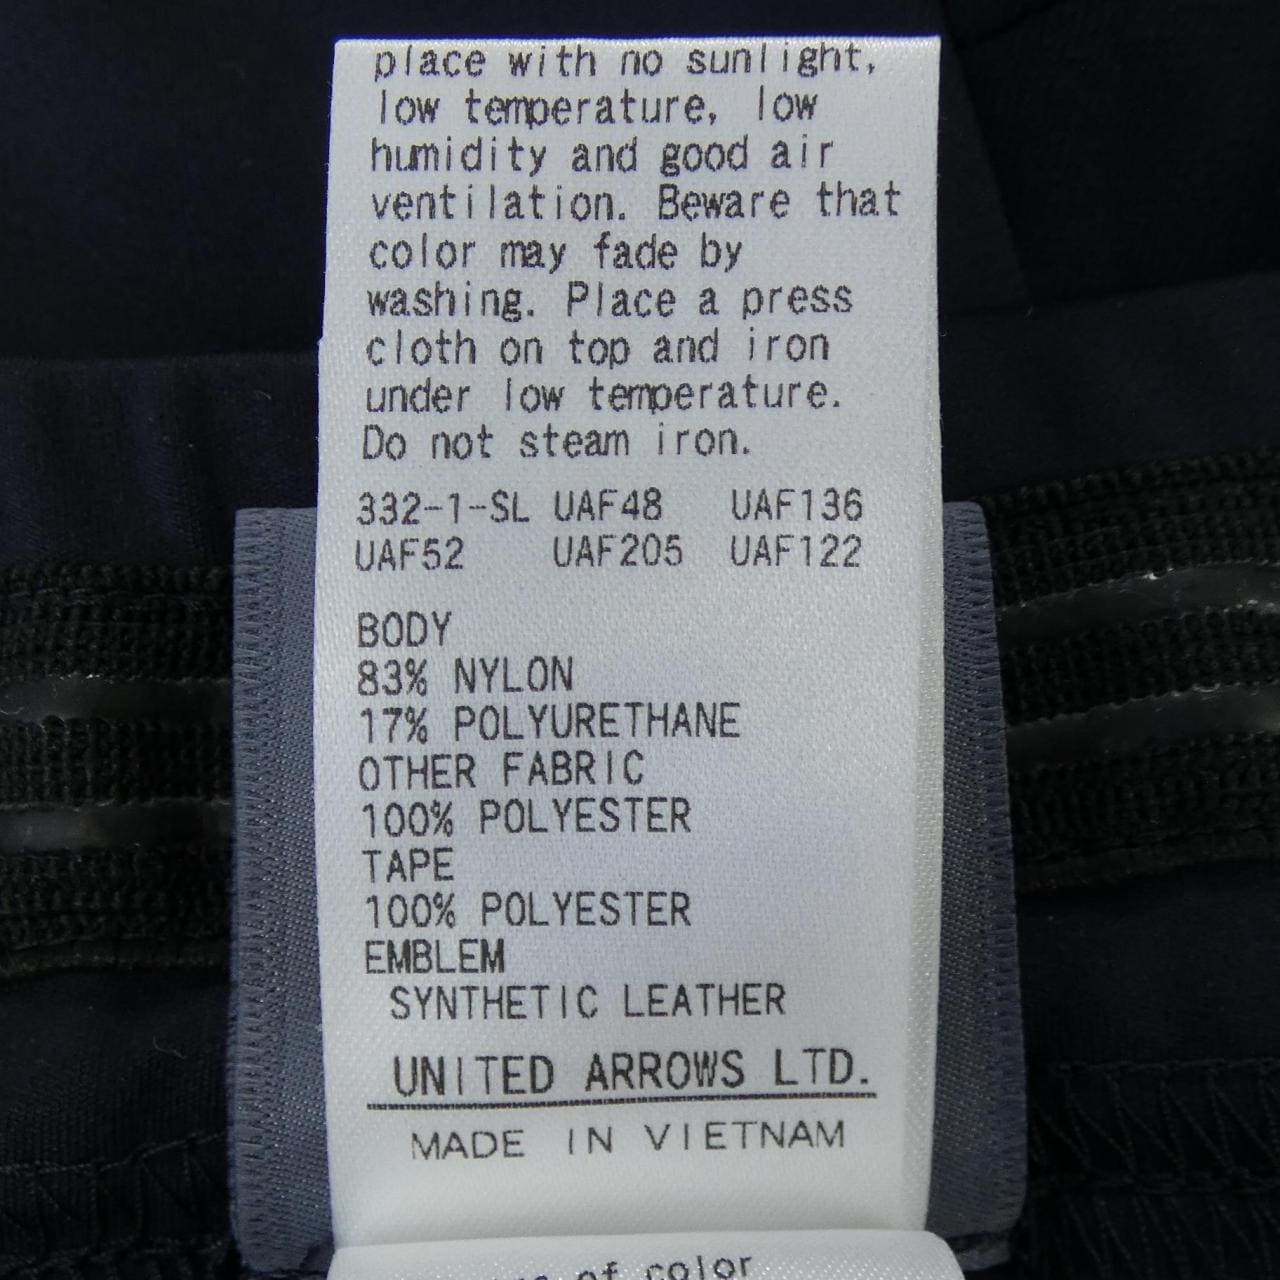 place with no sunlight,
low temperature, low
humidity and good air
ventilation. Beware that
color may fade by
washing. Place a press
cloth on top and iron
under low temperature.
Do not steam iron.
332-1-SL UAF48 UAF136
UAF52 UAF205 UAF122
BODY
83% NYLON
17% POLYURETHANE
OTHER FABRIC
100% POLYESTER
TAPE
100% POLYESTER
EMBLEM
SYNTHETIC LEATHER
UNITED ARROWS LTD.
MADE IN VIETNAM
of color